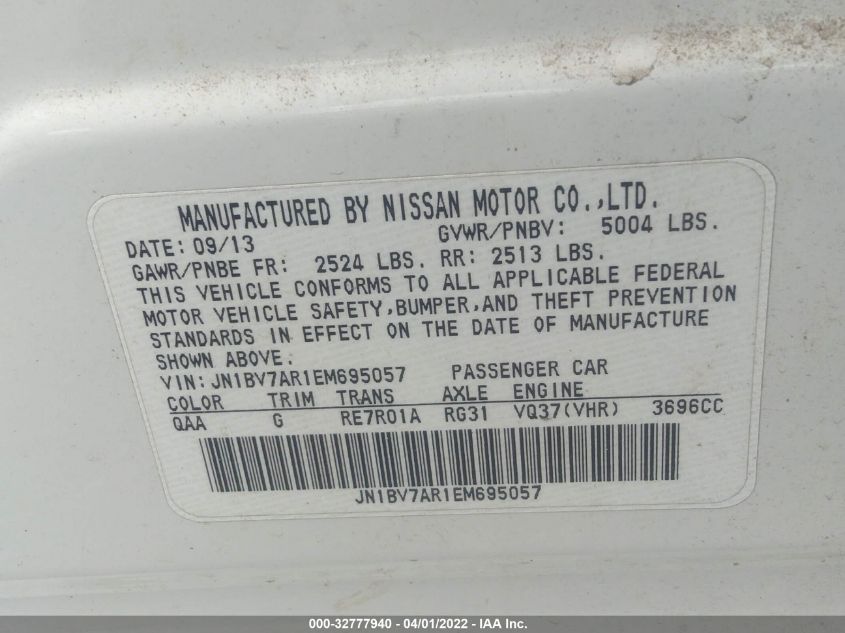 MANUFACTURED BY NISSAN MOTOR CO.,LTD.
DATE: 09/13 GVWR/PNBV: 5004 LBS.
GAWR/PNBE FR: 2524 LBS. RR: 2513 LBS.
THIS VEHICLE CONFORMS TO ALL APPLICABLE FEDERAL
MOTOR VEHICLE SAFETY,BUMPER,AND THEFT PREVENTION
STANDARDS IN EFFECT ON THE DATE OF MANUFACTURE
SHOWN ABOVE.
VIN:JN1BV7AR1EM695057 PASSENGER CAR
COLOR TRIM TRANS AXLE ENGINE
QAA G RE7R01A RG31 VQ37(VHR) 3696CC
JN1BV7AR1EM695057
000-32777940 - 04/01/2022 - IAA Inc.